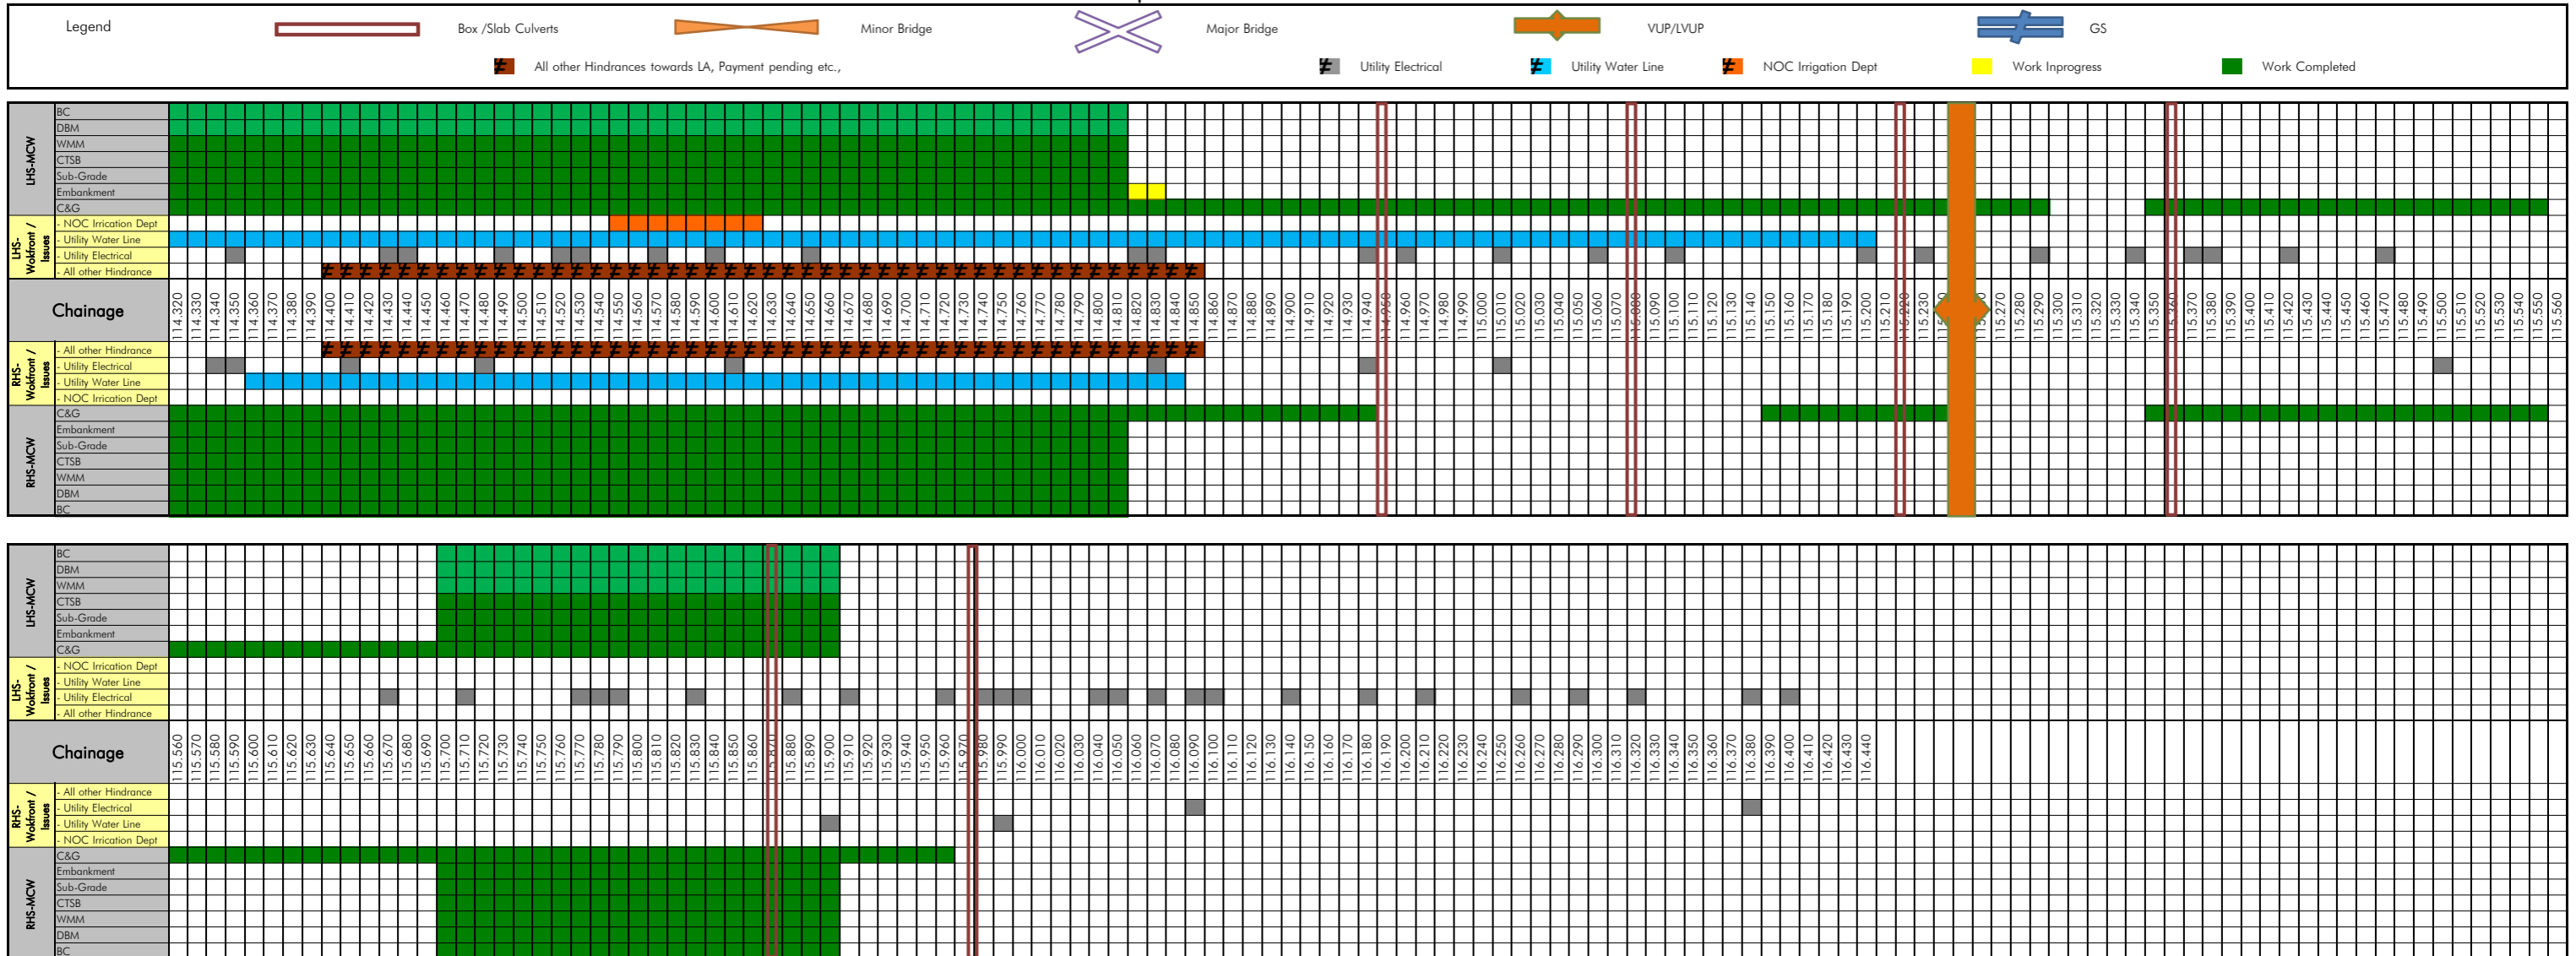 Legend Box /Slab Culverts Minor Bridge Major Bridge VUP/LVUP GS
All other Hindrances towards LA, Payment pending etc., Utility Electrical Utility Water Line NOC Irrigation Dept Work Inprogress Work Completed
LHS-MCW
BC
DBM
WMM
CTSB
Sub-Grade
Embankment
C&G
LHS-
Wokfront /
Issues
- NOC Irrication Dept
- Utility Water Line
- Utility Electrical
- All other Hindrance
Chainage 114.320 114.330 114.340 114.350 114.360 114.370 114.380 114.390 114.400 114.410 114.420 114.430 114.440 114.450 114.460 114.470 114.480 114.490 114.500 114.510 114.520 114.530 114.540 114.550 114.560 114.570 114.580 114.590 114.600 114.610 114.620 114.630 114.640 114.650 114.660 114.670 114.680 114.690 114.700 114.710 114.720 114.730 114.740 114.750 114.760 114.770 114.780 114.790 114.800 114.810 114.820 114.830 114.840 114.850 114.860 114.870 114.880 114.890 114.900 114.910 114.920 114.930 114.940 114.950 114.960 114.970 114.980 114.990 115.000 115.010 115.020 115.030 115.040 115.050 115.060 115.070 115.080 115.090 115.100 115.110 115.120 115.130 115.140 115.150 115.160 115.170 115.180 115.190 115.200 115.210 115.220 115.230 115.270 115.280 115.290 115.300 115.310 115.320 115.330 115.340 115.350 115.360 115.370 115.380 115.390 115.400 115.410 115.420 115.430 115.440 115.450 115.460 115.470 115.480 115.490 115.500 115.510 115.520 115.530 115.540 115.550 115.560
RHS-
Wokfront /
Issues
- All other Hindrance
- Utility Electrical
- Utility Water Line
- NOC Irrication Dept
RHS-MCW
C&G
Embankment
Sub-Grade
CTSB
WMM
DBM
BC
LHS-MCW
BC
DBM
WMM
CTSB
Sub-Grade
Embankment
C&G
LHS-
Wokfront /
Issues
- NOC Irrication Dept
- Utility Water Line
- Utility Electrical
- All other Hindrance
Chainage 115.560 115.570 115.580 115.590 115.600 115.610 115.620 115.630 115.640 115.650 115.660 115.670 115.680 115.690 115.700 115.710 115.720 115.730 115.740 115.750 115.760 115.770 115.780 115.790 115.800 115.810 115.820 115.830 115.840 115.850 115.860 115.870 115.880 115.890 115.900 115.910 115.920 115.930 115.940 115.950 115.960 115.970 115.980 115.990 116.000 116.010 116.020 116.030 116.040 116.050 116.060 116.070 116.080 116.090 116.100 116.110 116.120 116.130 116.140 116.150 116.160 116.170 116.180 116.190 116.200 116.210 116.220 116.230 116.240 116.250 116.260 116.270 116.280 116.290 116.300 116.310 116.320 116.330 116.340 116.350 116.360 116.370 116.380 116.390 116.400 116.410 116.420 116.430 116.440
RHS-
Wokfront /
Issues
- All other Hindrance
- Utility Electrical
- Utility Water Line
- NOC Irrication Dept
RHS-MCW
C&G
Embankment
Sub-Grade
CTSB
WMM
DBM
BC